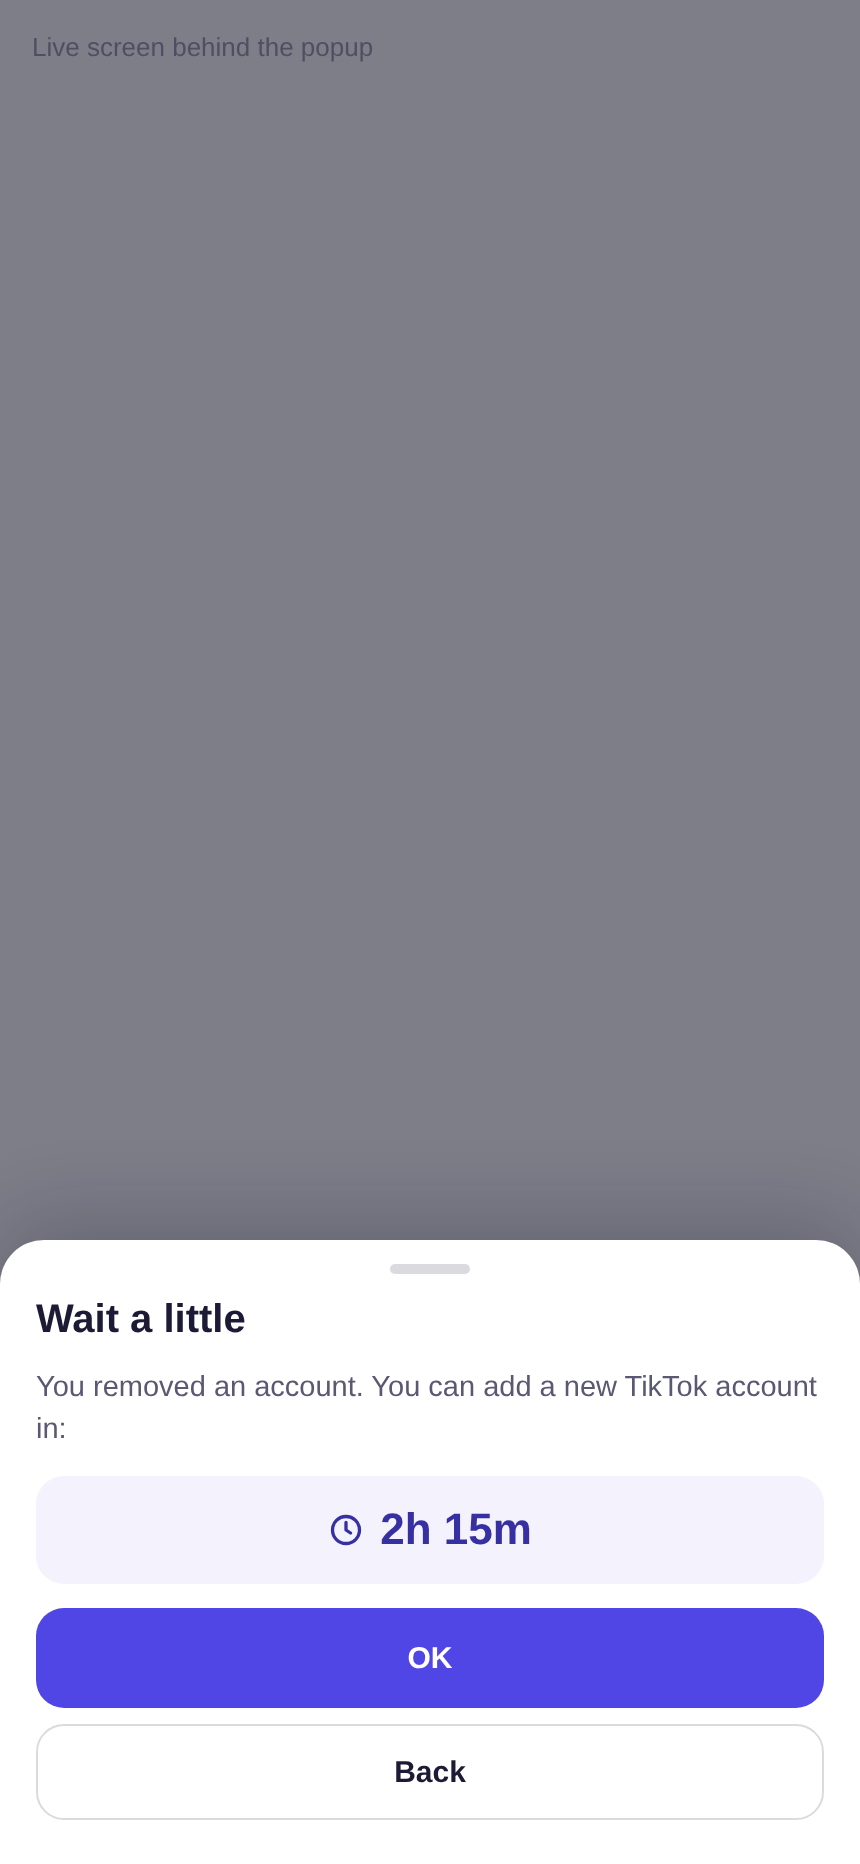 Live screen behind the popup
Wait a little
You removed an account. You can add a new TikTok account
in:
2h 15m
OK
Back